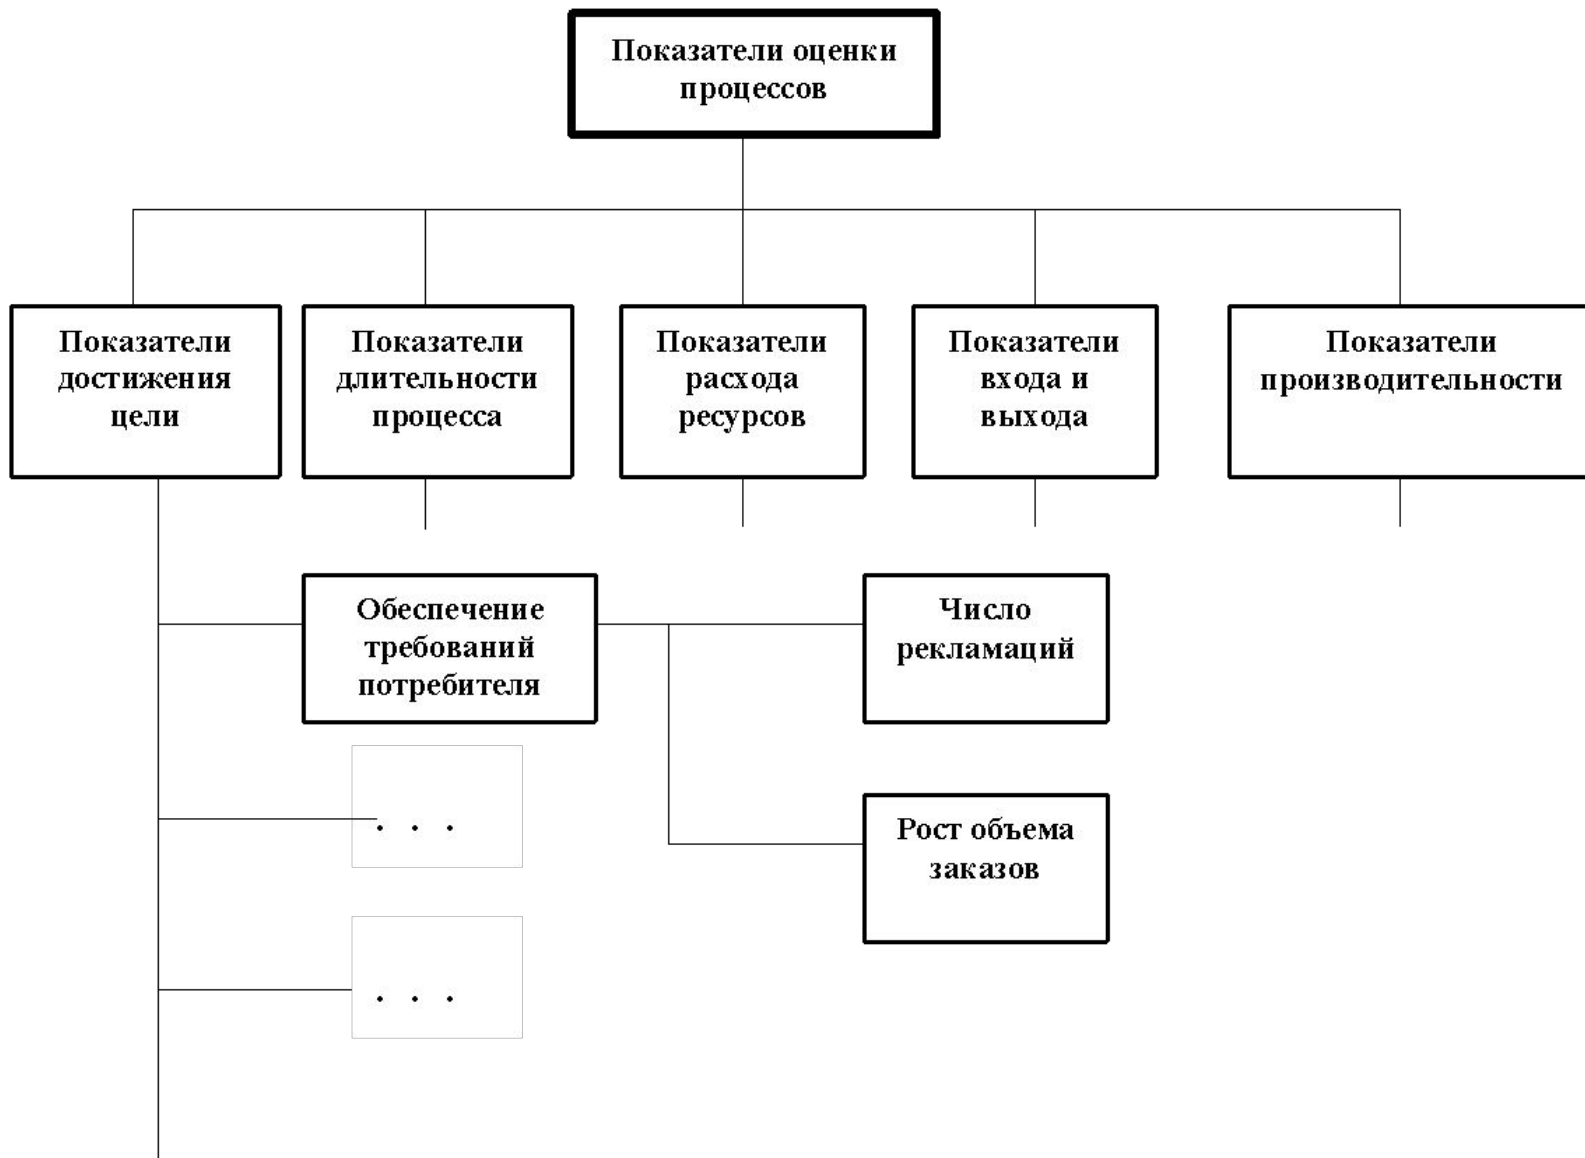 Показатели оценки
процессов
Показатели
достижения
цели
Показатели
длительности
процесса
Показатели
расхода
ресурсов
Показатели
входа и
выхода
Показатели
производительности
Обеспечение
требований
потребителя
Число
рекламаций
. . .
Рост объема
заказов
. . .